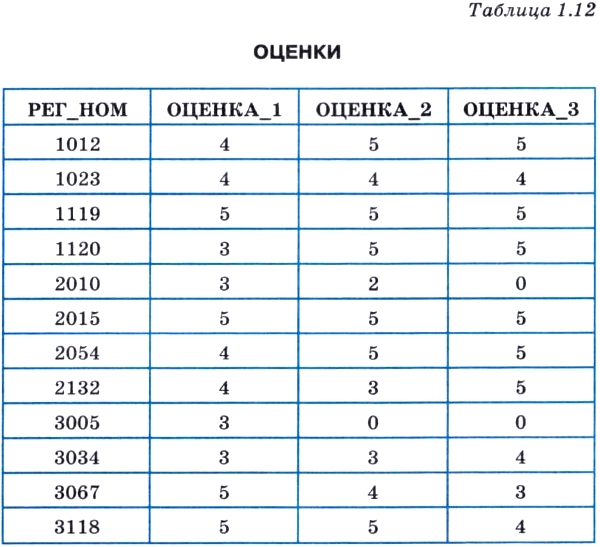 Таблица 1.12
ОЦЕНКИ
РЕГ_НОМ ОЦЕНКА_1 ОЦЕНКА_2 ОЦЕНКА_3
1012 4 5 5
1023 4 4 4
1119 5 5 5
1120 3 5 5
2010 3 2 0
2015 5 5 5
2054 4 5 5
2132 4 3 5
3005 3 0 0
3034 3 3 4
3067 5 4 3
3118 5 5 4